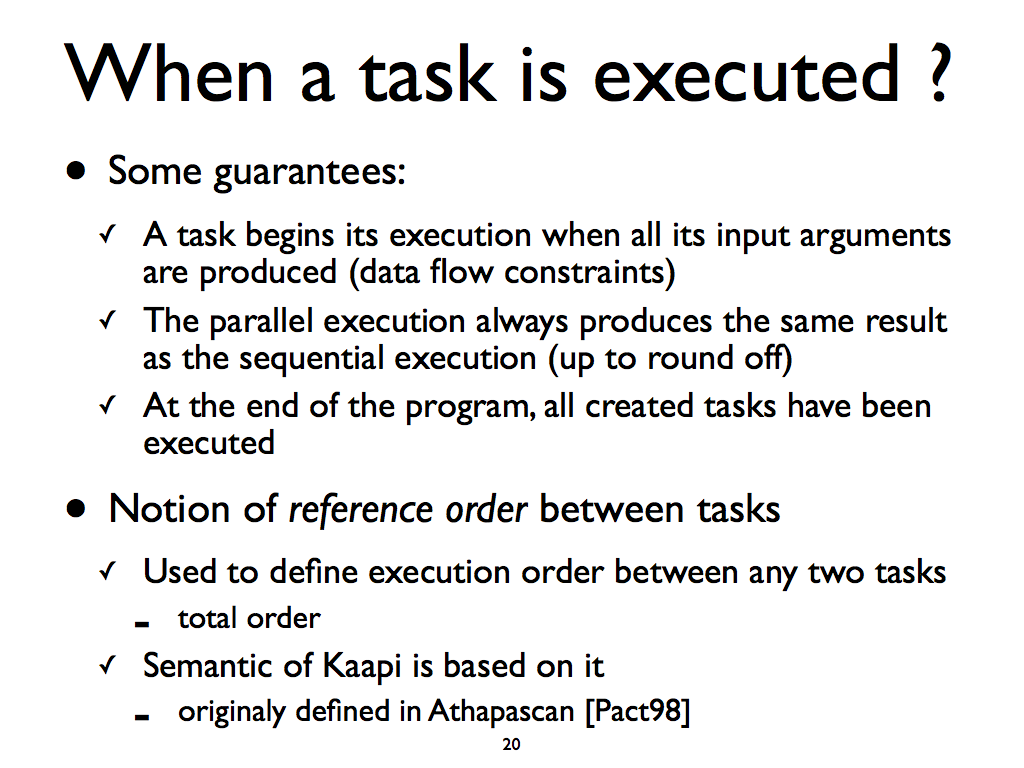 When a task is executed ?
• Some guarantees:
✓ A task begins its execution when all its input arguments
are produced (data flow constraints)
✓ The parallel execution always produces the same result
as the sequential execution (up to round off)
✓ At the end of the program, all created tasks have been
executed
• Notion of reference order between tasks
✓ Used to define execution order between any two tasks
- total order
✓ Semantic of Kaapi is based on it
- originaly defined in Athapascan [Pact98]
20